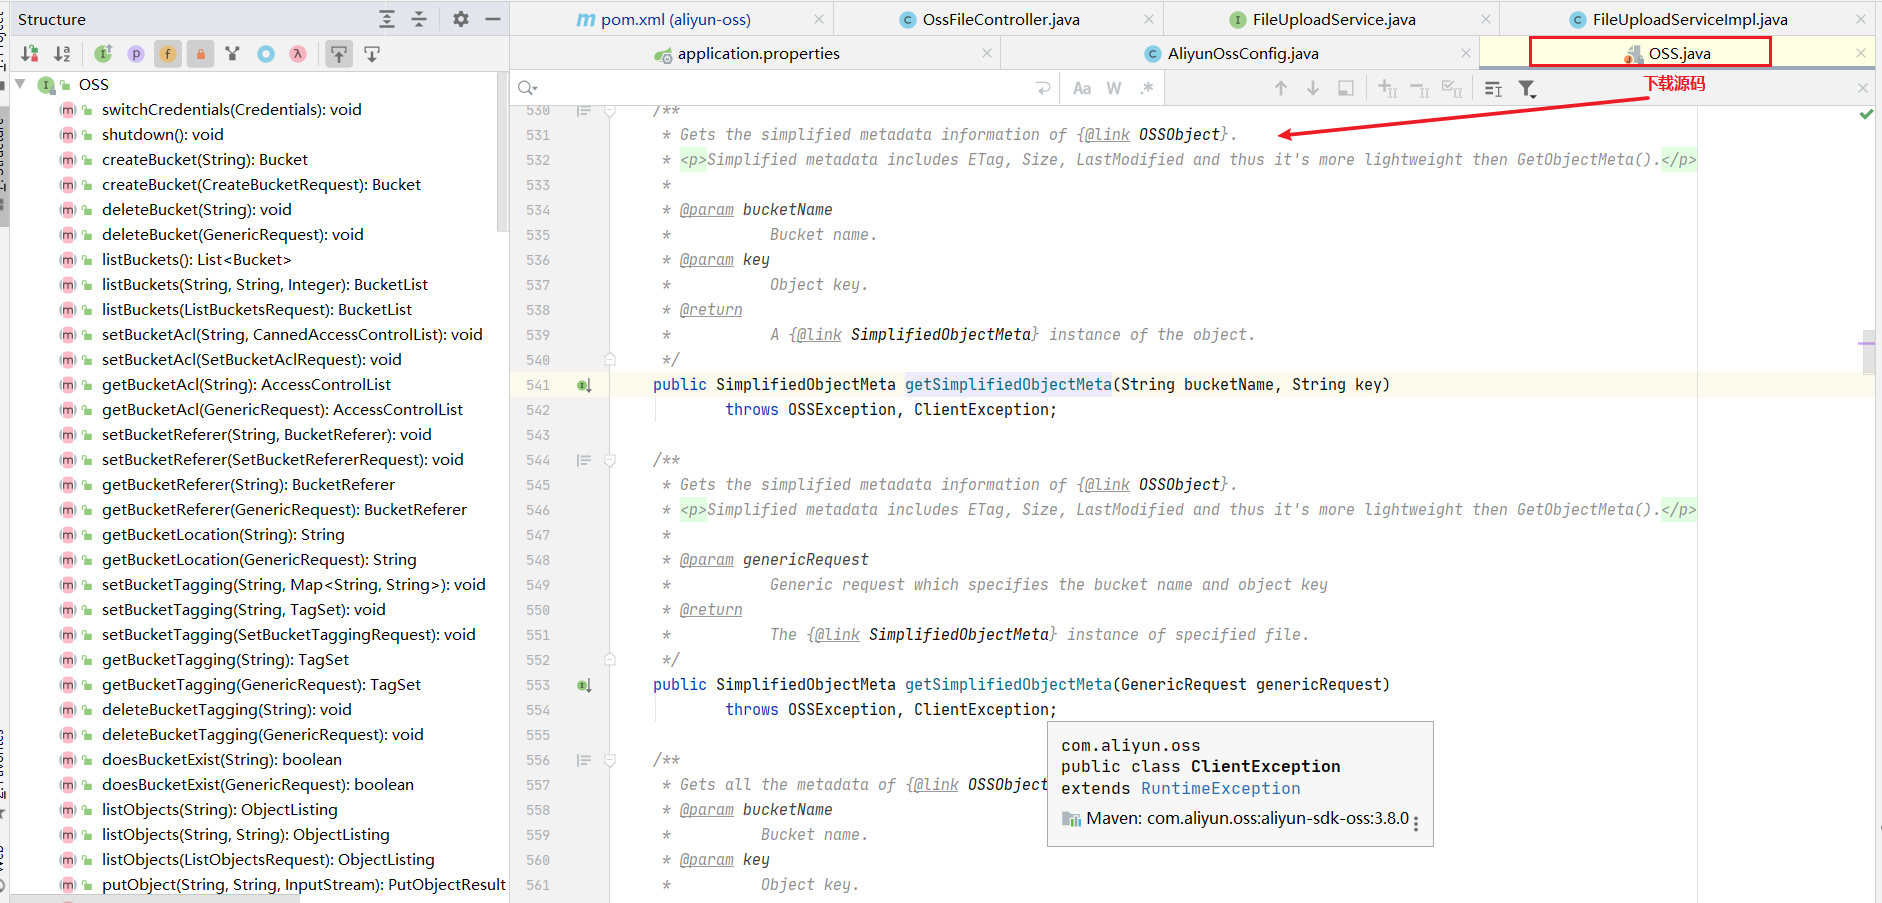 Structure
pom.xml (aliyun-oss)
OssFileController.java
FileUploadService.java
FileUploadServiceImpl.java
application.properties
AliyunOssConfig.java
OSS.java
下载源码
Aa W .*
OSS
switchCredentials(Credentials): void
shutdown(): void
createBucket(String): Bucket
createBucket(CreateBucketRequest): Bucket
deleteBucket(String): void
deleteBucket(GenericRequest): void
listBuckets(): List<Bucket>
listBuckets(String, String, Integer): BucketList
listBuckets(ListBucketsRequest): BucketList
setBucketAcl(String, CannedAccessControlList): void
setBucketAcl(SetBucketAclRequest): void
getBucketAcl(String): AccessControlList
getBucketAcl(GenericRequest): AccessControlList
setBucketReferer(String, BucketReferer): void
setBucketReferer(SetBucketRefererRequest): void
getBucketReferer(String): BucketReferer
getBucketReferer(GenericRequest): BucketReferer
getBucketLocation(String): String
getBucketLocation(GenericRequest): String
setBucketTagging(String, Map<String, String>): void
setBucketTagging(String, TagSet): void
setBucketTagging(SetBucketTaggingRequest): void
getBucketTagging(String): TagSet
getBucketTagging(GenericRequest): TagSet
deleteBucketTagging(String): void
deleteBucketTagging(GenericRequest): void
doesBucketExist(String): boolean
doesBucketExist(GenericRequest): boolean
listObjects(String): ObjectListing
listObjects(String, String): ObjectListing
listObjects(ListObjectsRequest): ObjectListing
putObject(String, String, InputStream): PutObjectResult
530 /**
531 * Gets the simplified metadata information of {@link OSSObject}.
532 * <p>Simplified metadata includes ETag, Size, LastModified and thus it's more lightweight then GetObjectMeta().</p>
533 *
534 * @param bucketName
535 * Bucket name.
536 * @param key
537 * Object key.
538 * @return
539 * A {@link SimplifiedObjectMeta} instance of the object.
540 */
541 public SimplifiedObjectMeta getSimplifiedObjectMeta(String bucketName, String key)
542 throws OSSException, ClientException;
543
544 /**
545 * Gets the simplified metadata information of {@link OSSObject}.
546 * <p>Simplified metadata includes ETag, Size, LastModified and thus it's more lightweight then GetObjectMeta().</p>
547 *
548 * @param genericRequest
549 * Generic request which specifies the bucket name and object key
550 * @return
551 * The {@link SimplifiedObjectMeta} instance of specified file.
552 */
553 public SimplifiedObjectMeta getSimplifiedObjectMeta(GenericRequest genericRequest)
554 throws OSSException, ClientException;
555
556 /**
557 * Gets all the metadata of {@link OSSObject
558 * @param bucketName
559 * Bucket name.
560 * @param key
561 * Object key.
com.aliyun.oss
public class ClientException
extends RuntimeException
Maven: com.aliyun.oss:aliyun-sdk-oss:3.8.0